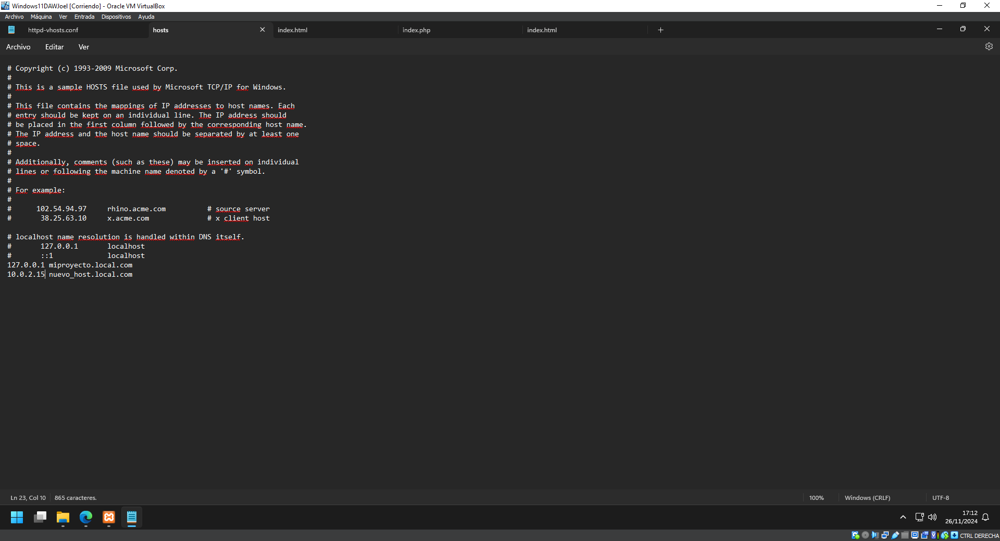 Windows11DAWJoel [Corriendo] - Oracle VM VirtualBox
Archivo Máquina Ver Entrada Dispositivos Ayuda
httpd-vhosts.conf hosts index.html index.php index.html
Archivo Editar Ver
# Copyright (c) 1993-2009 Microsoft Corp.
#
# This is a sample HOSTS file used by Microsoft TCP/IP for Windows.
#
# This file contains the mappings of IP addresses to host names. Each
# entry should be kept on an individual line. The IP address should
# be placed in the first column followed by the corresponding host name.
# The IP address and the host name should be separated by at least one
# space.
#
# Additionally, comments (such as these) may be inserted on individual
# lines or following the machine name denoted by a '#' symbol.
#
# For example:
#
#      102.54.94.97     rhino.acme.com          # source server
#       38.25.63.10     x.acme.com              # x client host
# localhost name resolution is handled within DNS itself.
#       127.0.0.1       localhost
#       ::1             localhost
127.0.0.1 miproyecto.local.com
10.0.2.15 nuevo_host.local.com
Ln 23, Col 10 865 caracteres. 100% Windows (CRLF) UTF-8
17:12
26/11/2024
CTRL DERECHA